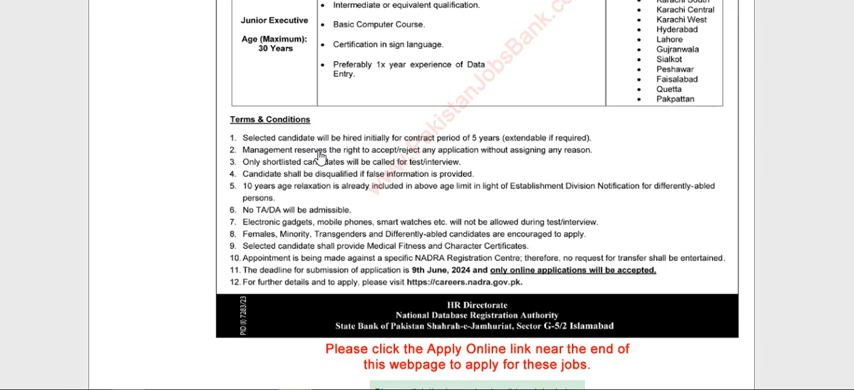 Intermediate or equivalent qualification.
Karachi Central
Junior Executive
Basic Computer Course.
Karachi West
Hyderabad
Age (Maximum):
30 Years
Certification in sign language.
Lahore
Gujranwala
Sialkot
Preferably 1x year experience of Data
Entry.
Peshawar
Faisalabad
Quetta
Pakpattan
PakistanJobsBank.co
Terms & Conditions
1. Selected candidate will be hired initially for contract period of 5 years (extendable if required).
2. Management reserves the right to accept/reject any application without assigning any reason.
3. Only shortlisted candidates will be called for test/interview.
4. Candidate shall be disqualified if false information is provided.
5. 10 years age relaxation is already included in above age limit in light of Establishment Division Notification for differently-abled
persons.
6. No TA/DA will be admissible.
7. Electronic gadgets, mobile phones, smart watches etc. will not be allowed during test/interview.
8. Females, Minority, Transgenders and Differently-abled candidates are encouraged to apply.
9. Selected candidate shall provide Medical Fitness and Character Certificates.
10. Appointment is being made against a specific NADRA Registration Centre; therefore, no request for transfer shall be entertained.
11. The deadline for submission of application is 9th June, 2024 and only online applications will be accepted.
12. For further details and to apply, please visit https://careers.nadra.gov.pk.
PID (I) 7383/23
HR Directorate
National Database Registration Authority
State Bank of Pakistan Shahrah-e-Jamhuriat, Sector G-5/2 Islamabad
Please click the Apply Online link near the end of
this webpage to apply for these jobs.